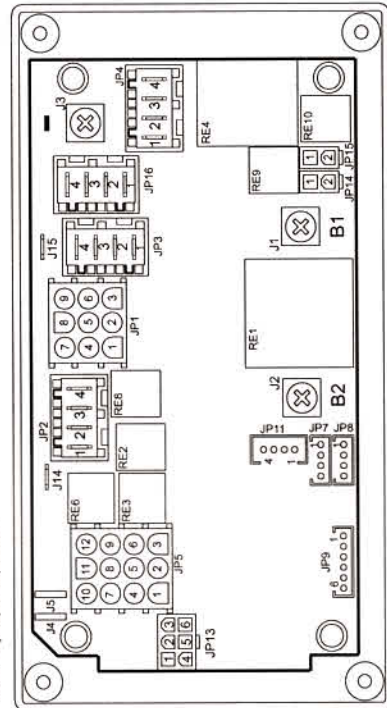 JP4
1 2 3 4
J3
JP16
4 3 2 1
J15
JP3
4 3 2 1
RE4
RE10
RE9
1 2
JP15
1 2
JP14
J1
B1
9 6 3
8 5 2
7 4 1
JP1
RE1
JP2
1 2 3 4
J14
RE8
RE2
RE6
RE3
J2
B2
JP11
4 1
JP7
JP8
J5
J4
12 9 6 3
11 8 5 2
10 7 4 1
JP5
JP9
6 1
1 2 3
4 5 6
JP13